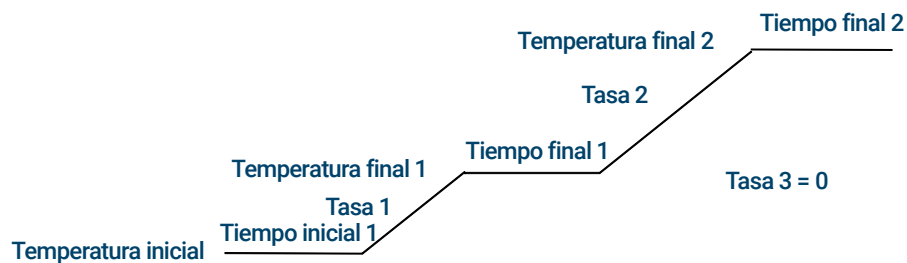 Tiempo final 2
Temperatura final 2
Tasa 2
Tiempo final 1
Temperatura final 1
Tasa 3 = 0
Tasa 1
Tiempo inicial 1
Temperatura inicial